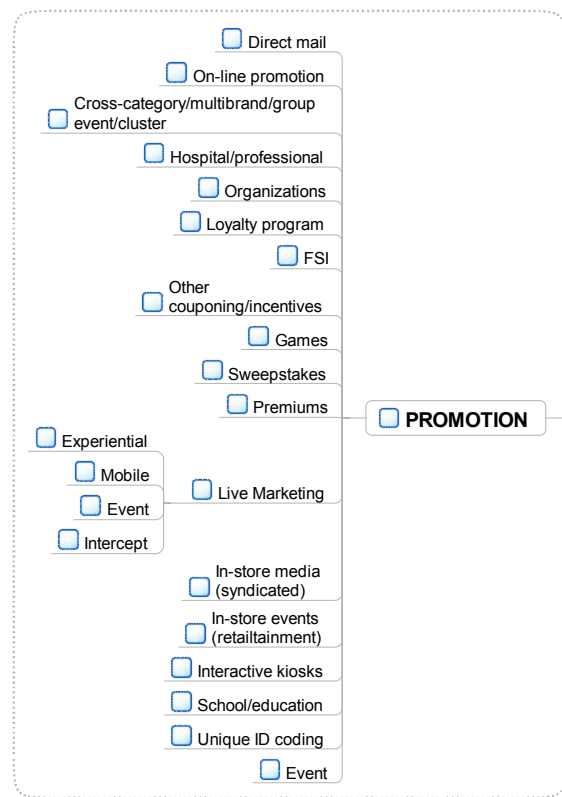 Direct mail
On-line promotion
Cross-category/multibrand/group
event/cluster
Hospital/professional
Organizations
Loyalty program
FSI
Other
couponing/incentives
Games
Sweepstakes
Premiums
PROMOTION
Experiential
Mobile
Event
Intercept
Live Marketing
In-store media
(syndicated)
In-store events
(retailtainment)
Interactive kiosks
School/education
Unique ID coding
Event